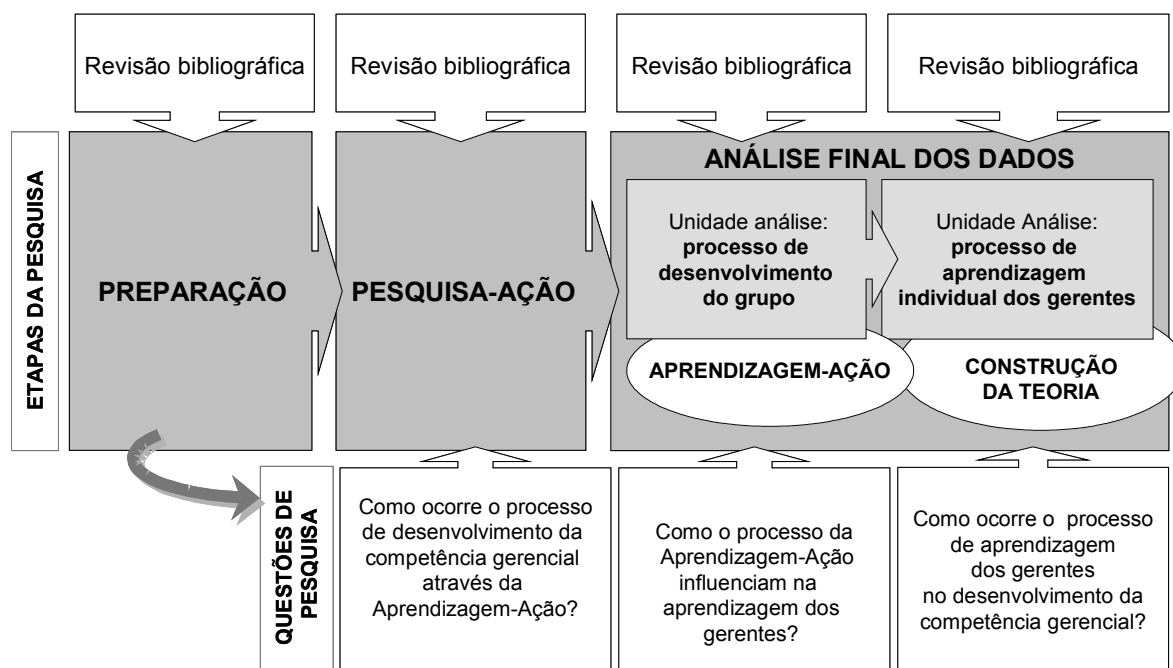 Revisão bibliográfica
Revisão bibliográfica
Revisão bibliográfica
Revisão bibliográfica
ETAPAS DA PESQUISA
PREPARAÇÃO
PESQUISA-AÇÃO
ANÁLISE FINAL DOS DADOS
Unidade análise:
processo de
desenvolvimento
do grupo
Unidade Análise:
processo de
aprendizagem
individual dos gerentes
APRENDIZAGEM-AÇÃO
CONSTRUÇÃO
DA TEORIA
QUESTÕES DE
PESQUISA
Como ocorre o processo
de desenvolvimento da
competência gerencial
através da
Aprendizagem-Ação?
Como o processo da
Aprendizagem-Ação
influenciam na
aprendizagem dos
gerentes?
Como ocorre o processo
de aprendizagem
dos gerentes
no desenvolvimento da
competência gerencial?